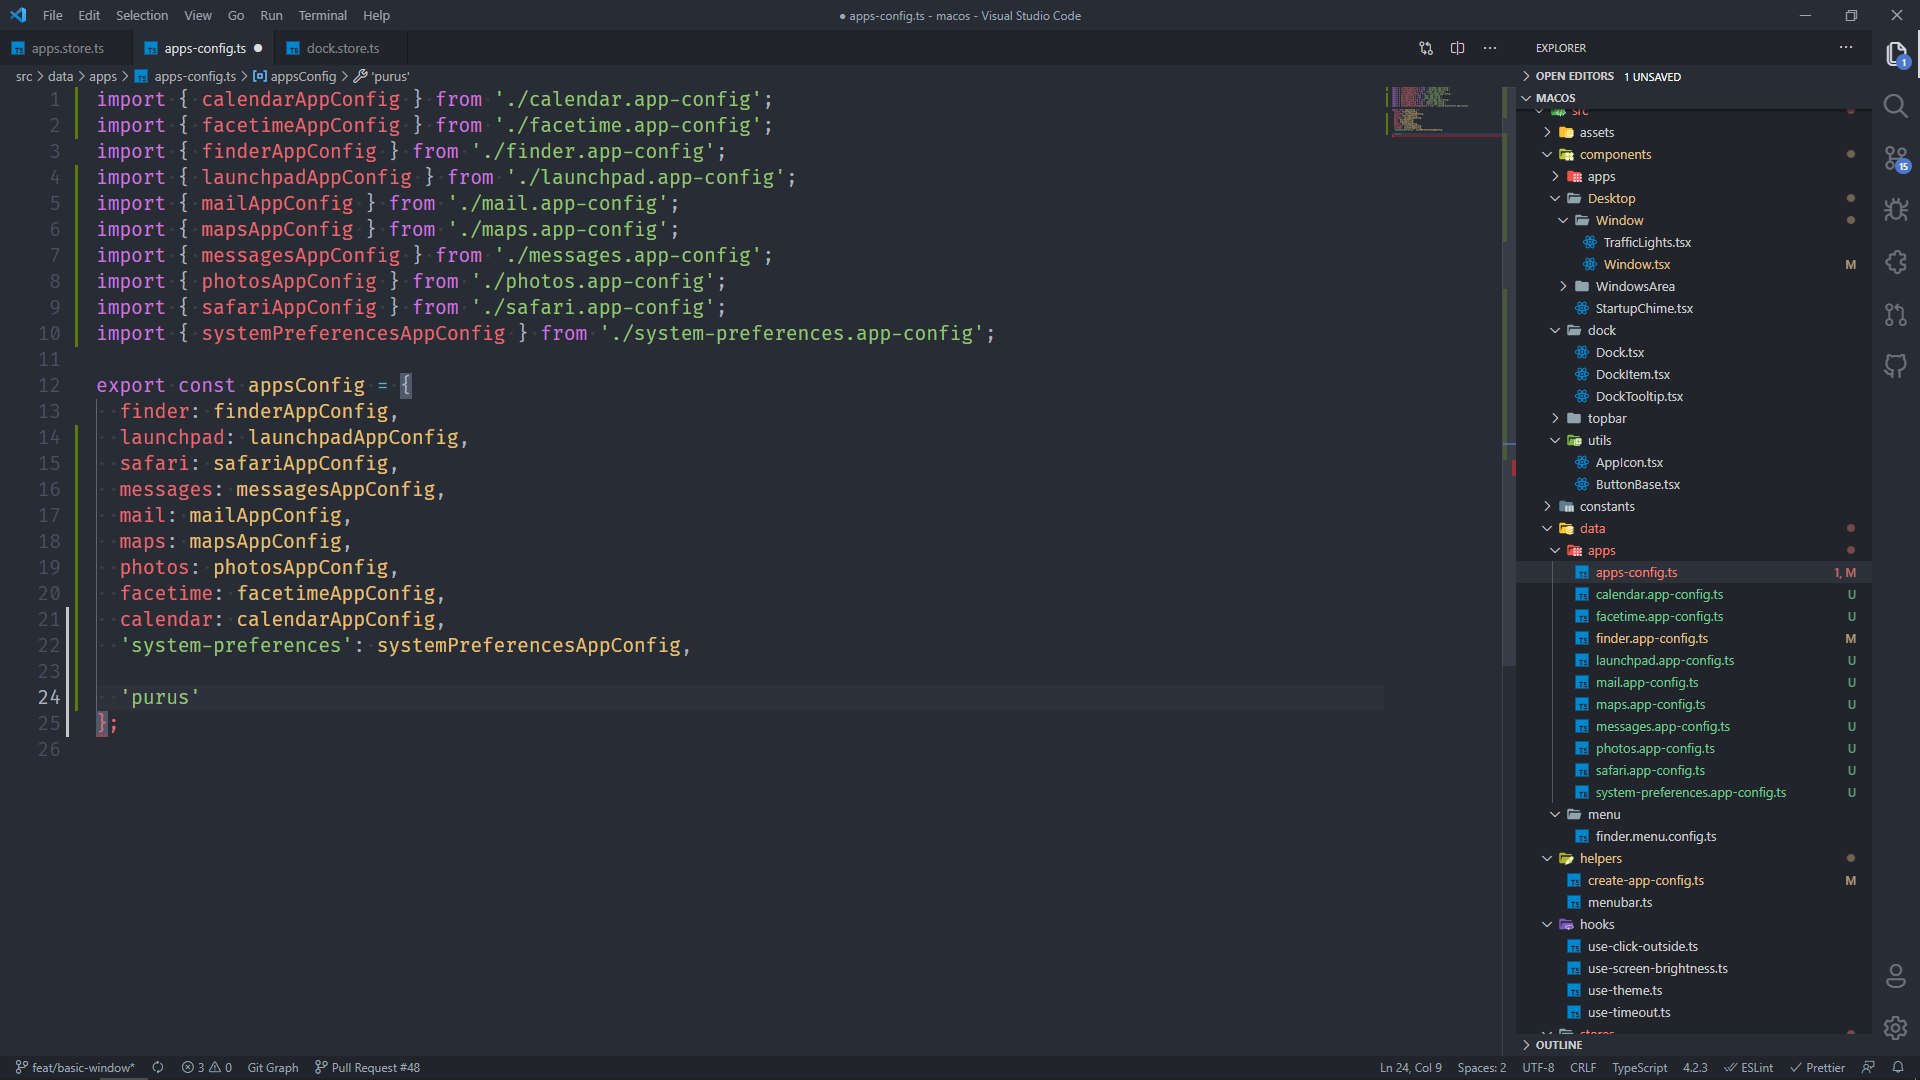 File Edit Selection View Go Run Terminal Help
● apps-config.ts - macos - Visual Studio Code
apps.store.ts apps-config.ts ● dock.store.ts
src > data > apps > apps-config.ts > appsConfig > 'purus'
1 import { calendarAppConfig } from './calendar.app-config';
2 import { facetimeAppConfig } from './facetime.app-config';
3 import { finderAppConfig } from './finder.app-config';
4 import { launchpadAppConfig } from './launchpad.app-config';
5 import { mailAppConfig } from './mail.app-config';
6 import { mapsAppConfig } from './maps.app-config';
7 import { messagesAppConfig } from './messages.app-config';
8 import { photosAppConfig } from './photos.app-config';
9 import { safariAppConfig } from './safari.app-config';
10 import { systemPreferencesAppConfig } from './system-preferences.app-config';
11
12 export const appsConfig = {
13 finder: finderAppConfig,
14 launchpad: launchpadAppConfig,
15 safari: safariAppConfig,
16 messages: messagesAppConfig,
17 mail: mailAppConfig,
18 maps: mapsAppConfig,
19 photos: photosAppConfig,
20 facetime: facetimeAppConfig,
21 calendar: calendarAppConfig,
22 'system-preferences': systemPreferencesAppConfig,
23
24 'purus'
25 };
26
EXPLORER
OPEN EDITORS 1 UNSAVED
MACOS
src
assets
components
apps
Desktop
Window
TrafficLights.tsx
Window.tsx M
WindowsArea
StartupChime.tsx
dock
Dock.tsx
DockItem.tsx
DockTooltip.tsx
topbar
utils
AppIcon.tsx
ButtonBase.tsx
constants
data
apps
apps-config.ts 1, M
calendar.app-config.ts U
facetime.app-config.ts U
finder.app-config.ts M
launchpad.app-config.ts U
mail.app-config.ts U
maps.app-config.ts U
messages.app-config.ts U
photos.app-config.ts U
safari.app-config.ts U
system-preferences.app-config.ts U
menu
finder.menu.config.ts
helpers
create-app-config.ts M
menubar.ts
hooks
use-click-outside.ts
use-screen-brightness.ts
use-theme.ts
use-timeout.ts
stores
OUTLINE
1
15
feat/basic-window* 3 0 Git Graph Pull Request #48
Ln 24, Col 9 Spaces: 2 UTF-8 CRLF TypeScript 4.2.3 ESLint Prettier